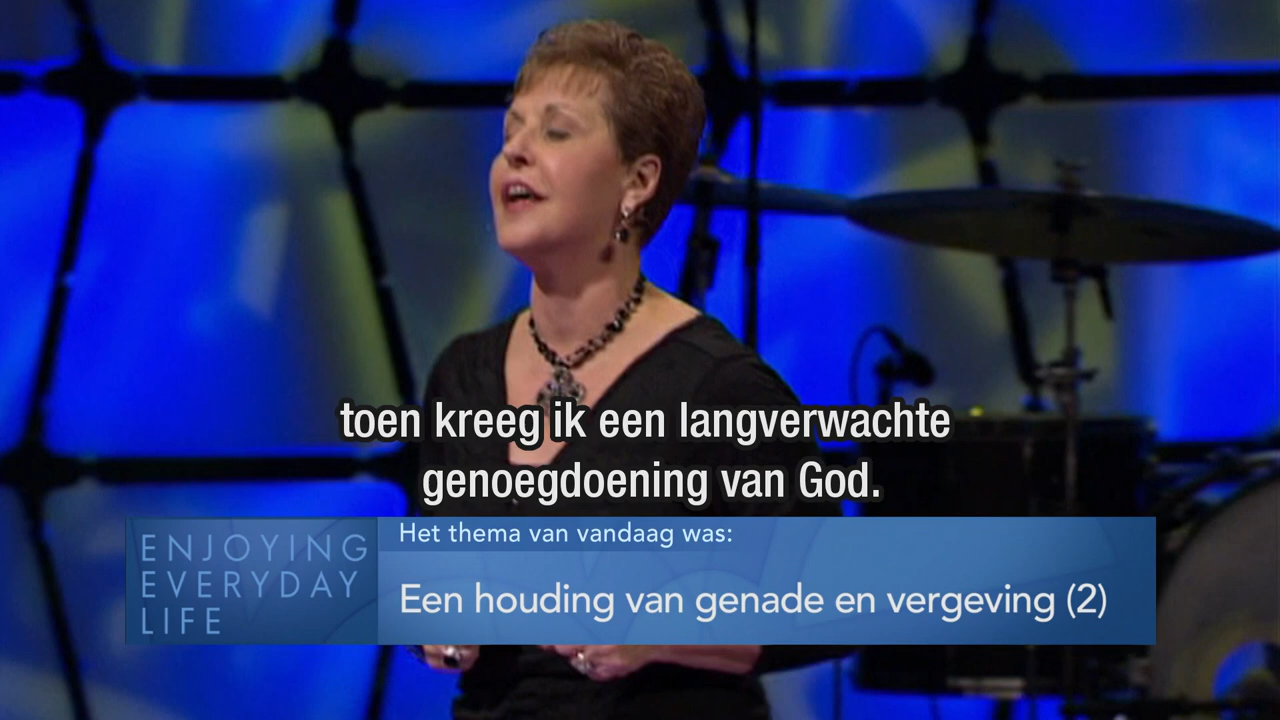 toen kreeg ik een langverwachte
genoegdoening van God.
ENJOYING
EVERYDAY
LIFE
Het thema van vandaag was:
Een houding van genade en vergeving (2)